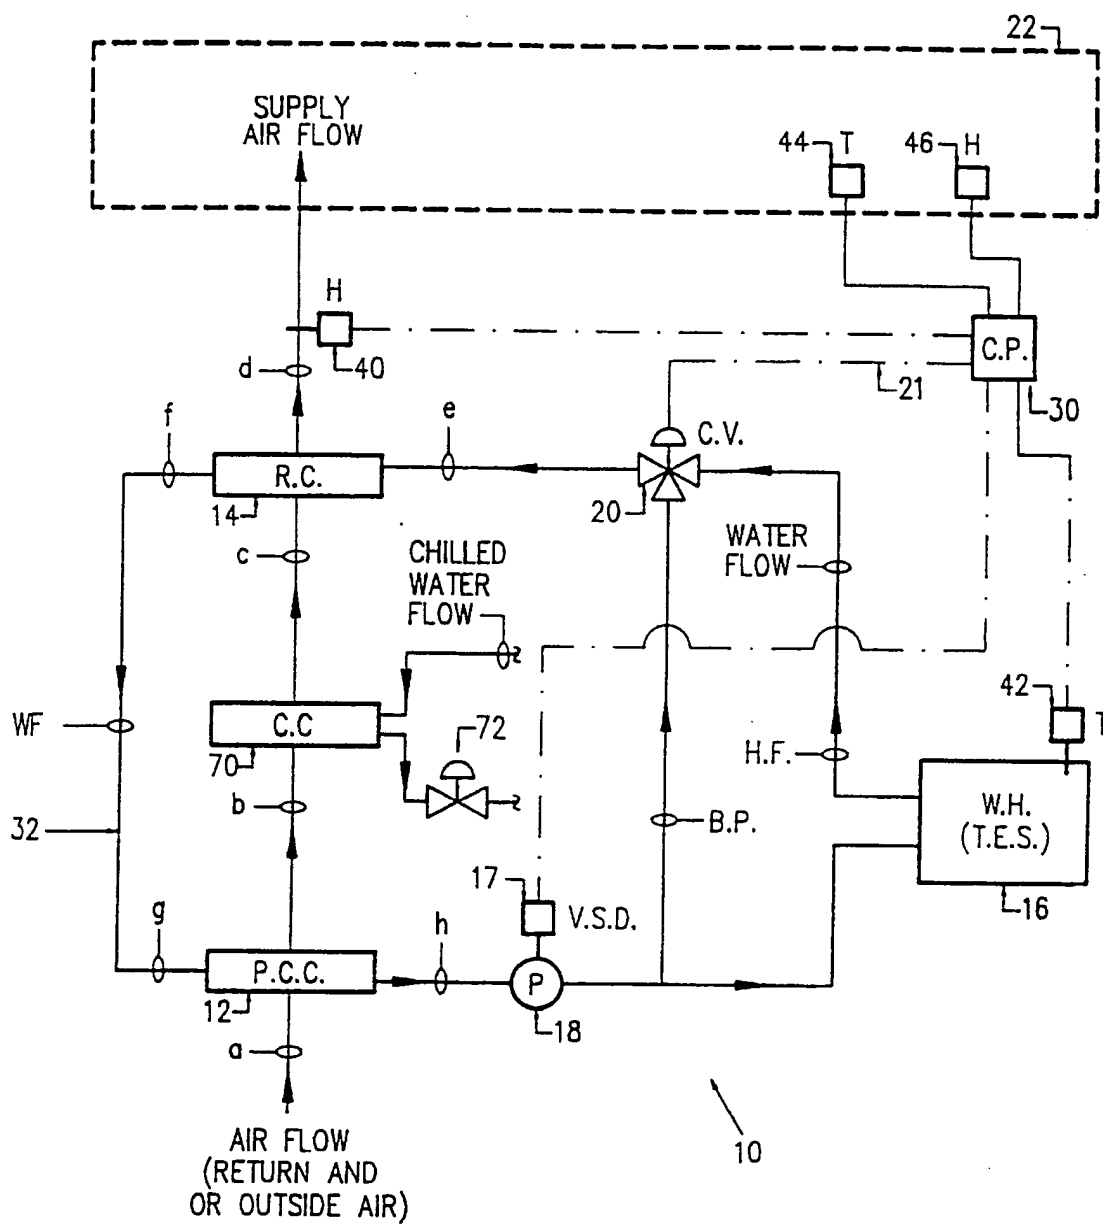 22
SUPPLY
AIR FLOW
44
T
46
H
H
40
d
C.P.
21
30
f
e
C.V.
R.C.
14
20
c
CHILLED
WATER
FLOW
WATER
FLOW
WF
C.C
70
72
42
T
H.F.
b
B.P.
W.H.
(T.E.S.)
32
16
17
V.S.D.
g
h
P.C.C.
12
P
18
a
10
AIR FLOW
(RETURN AND
OR OUTSIDE AIR)